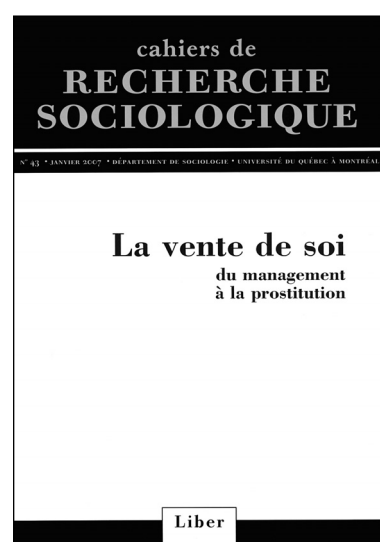 cahiers de
RECHERCHE
SOCIOLOGIQUE
N° 43 • JANVIER 2007 • DÉPARTEMENT DE SOCIOLOGIE • UNIVERSITÉ DU QUÉBEC À MONTRÉAL
La vente de soi
du management
à la prostitution
Liber